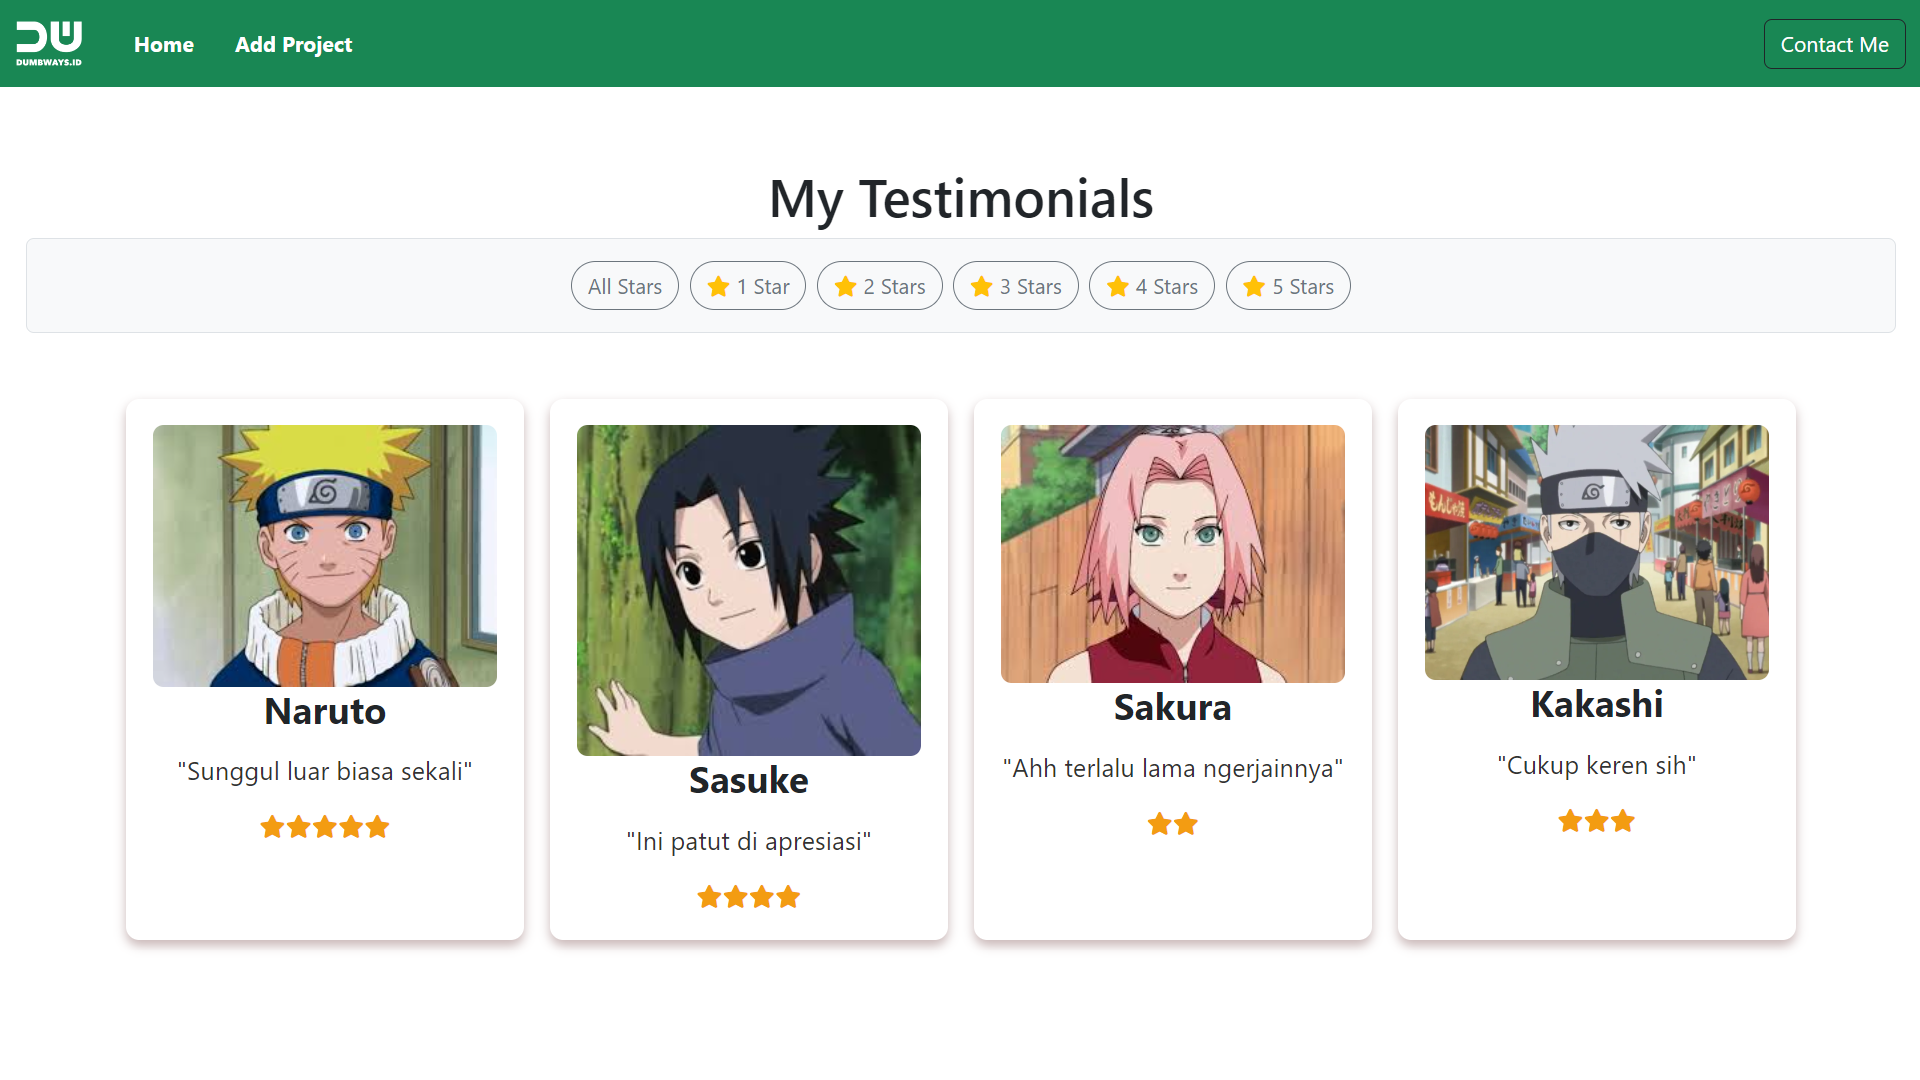 DUMBWAYS.ID
Home
Add Project
Contact Me
My Testimonials
All Stars
1 Star
2 Stars
3 Stars
4 Stars
5 Stars
Naruto
"Sunggul luar biasa sekali"
Sasuke
"Ini patut di apresiasi"
Sakura
"Ahh terlalu lama ngerjainnya"
Kakashi
"Cukup keren sih"